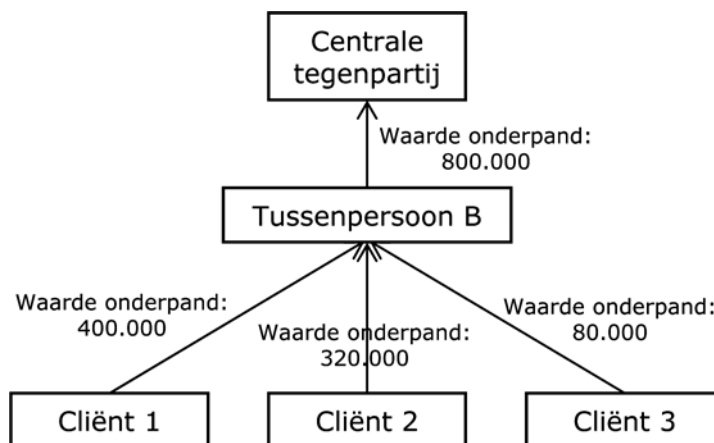 Centrale
tegenpartij
Waarde onderpand:
800.000
Tussenpersoon B
Waarde onderpand:
400.000
Waarde onderpand:
320.000
Waarde onderpand:
80.000
Cliënt 1
Cliënt 2
Cliënt 3